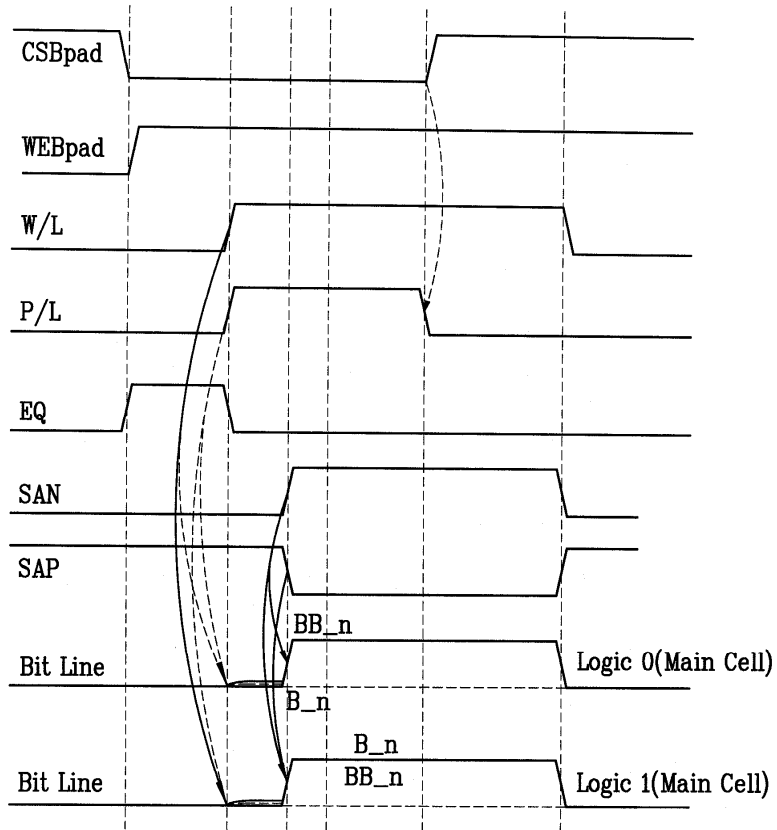 CSBpad
WEBpad
W/L
P/L
EQ
SAN
SAP
BB_n
Bit Line
Logic 0(Main Cell)
B_n
B_n
Bit Line
BB_n
Logic 1(Main Cell)